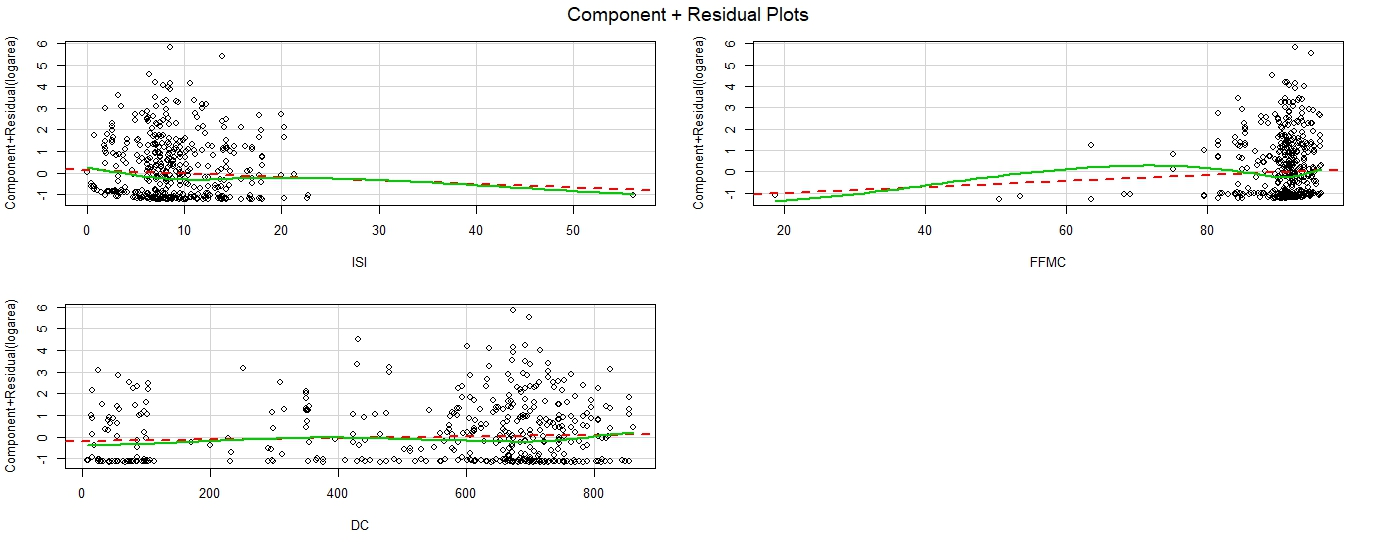 Component + Residual Plots
Component+Residual(logarea)
-1 0 1 2 3 4 5 6
0 10 20 30 40 50
ISI
Component+Residual(logarea)
-1 0 1 2 3 4 5 6
20 40 60 80
FFMC
Component+Residual(logarea)
-1 0 1 2 3 4 5 6
0 200 400 600 800
DC